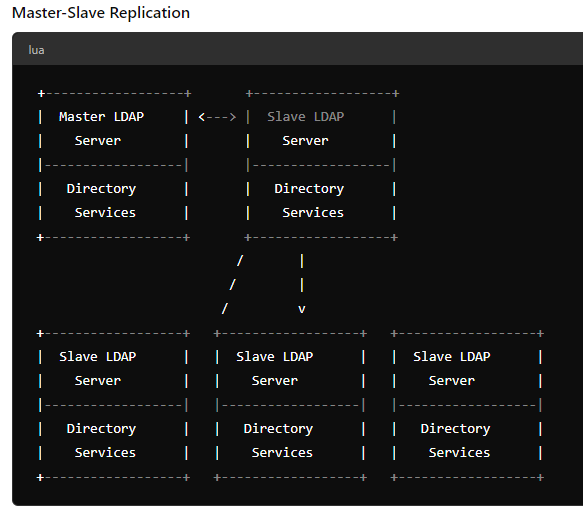 Master-Slave Replication
lua
+------------------+       +------------------+
|  Master LDAP     | <---> |  Slave LDAP      |
|    Server        |       |    Server        |
|------------------|       |------------------|
|   Directory      |       |   Directory      |
|    Services      |       |    Services      |
+------------------+       +------------------+
                          /       |
                         /        |
                        /         v
+------------------+   +------------------+   +------------------+
|  Slave LDAP      |   |  Slave LDAP      |   |  Slave LDAP      |
|    Server        |   |    Server        |   |    Server        |
|------------------|   |------------------|   |------------------|
|   Directory      |   |   Directory      |   |   Directory      |
|    Services      |   |    Services      |   |    Services      |
+------------------+   +------------------+   +------------------+